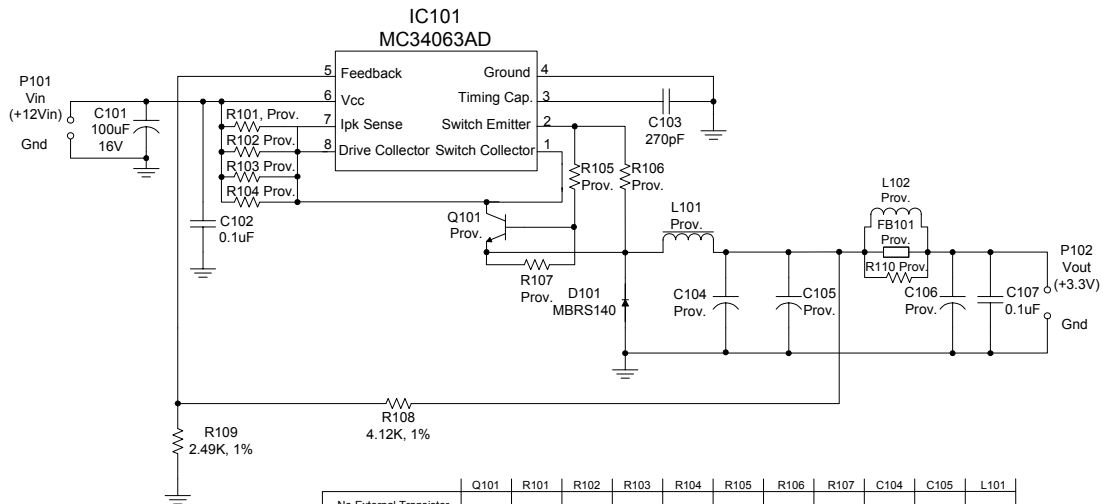 IC101
MC34063AD
5 Feedback
Ground 4
6 Vcc
Timing Cap. 3
7 Ipk Sense
Switch Emitter 2
8 Drive Collector Switch Collector 1
P101
Vin
(+12Vin)
Gnd
C101
100uF
16V
R101, Prov.
R102 Prov.
R103 Prov.
R104 Prov.
C102
0.1uF
C103
270pF
R105
Prov.
R106
Prov.
Q101
Prov.
R107
Prov.
D101
MBRS140
L101
Prov.
C104
Prov.
C105
Prov.
L102
Prov.
FB101
Prov.
R110 Prov.
C106
Prov.
C107
0.1uF
P102
Vout
(+3.3V)
Gnd
R108
4.12K, 1%
R109
2.49K, 1%
Q101 R101 R102 R103 R104 R105 R106 R107 C104 C105 L101
No External Transistor